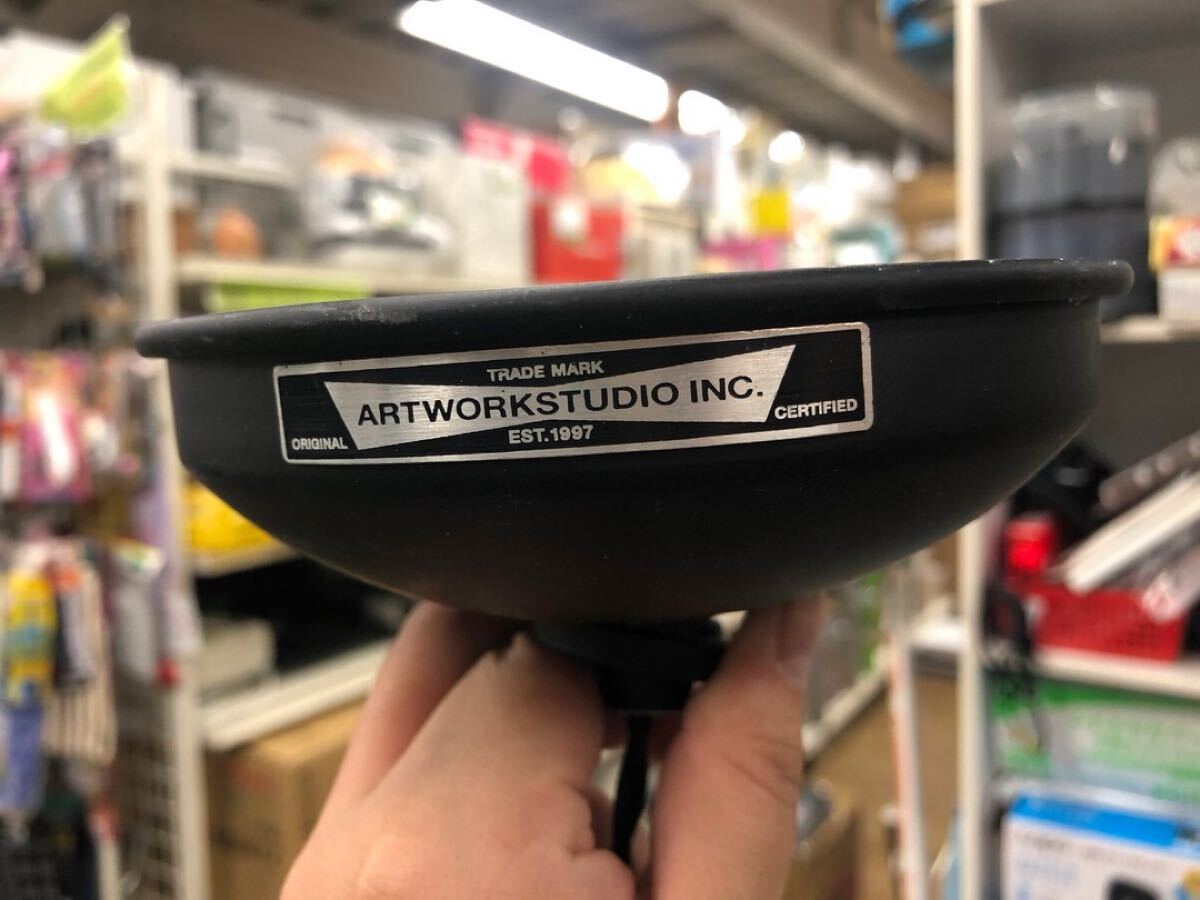 TRADE MARK
ARTWORKSTUDIO INC.
ORIGINAL
CERTIFIED
EST.1997